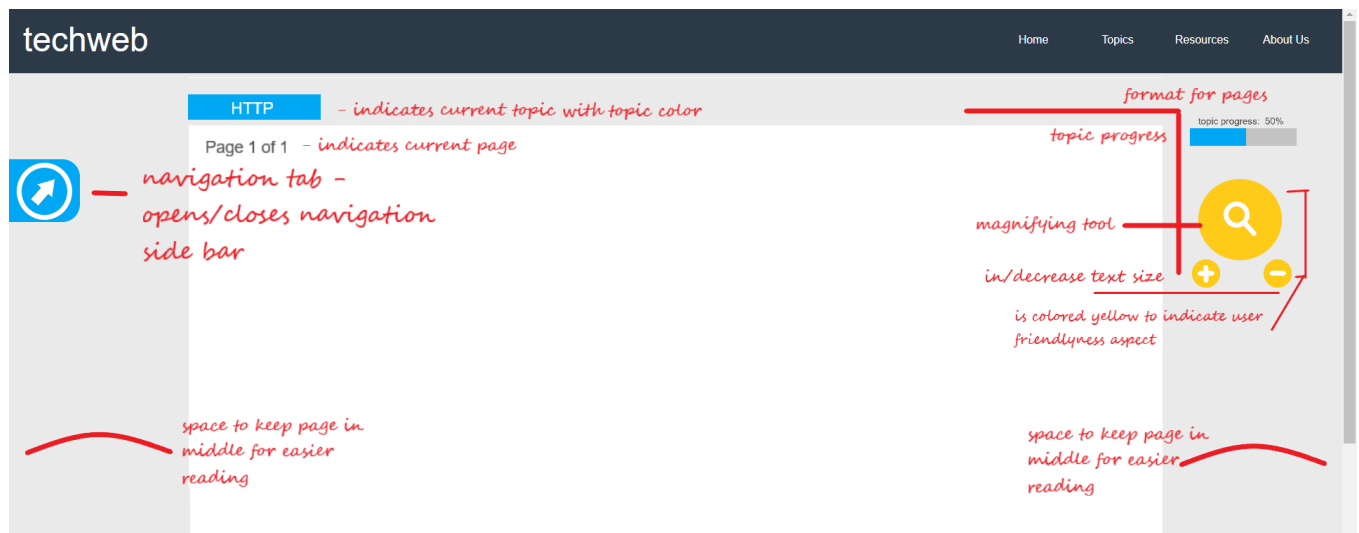 techweb
Home Topics Resources About Us
HTTP - indicates current topic with topic color
format for pages
topic progress: 50%
topic progress
Page 1 of 1 - indicates current page
navigation tab -
opens/closes navigation
side bar
magnifying tool
in/decrease text size
is colored yellow to indicate user
friendlyness aspect
space to keep page in
middle for easier
reading
space to keep page in
middle for easier
reading